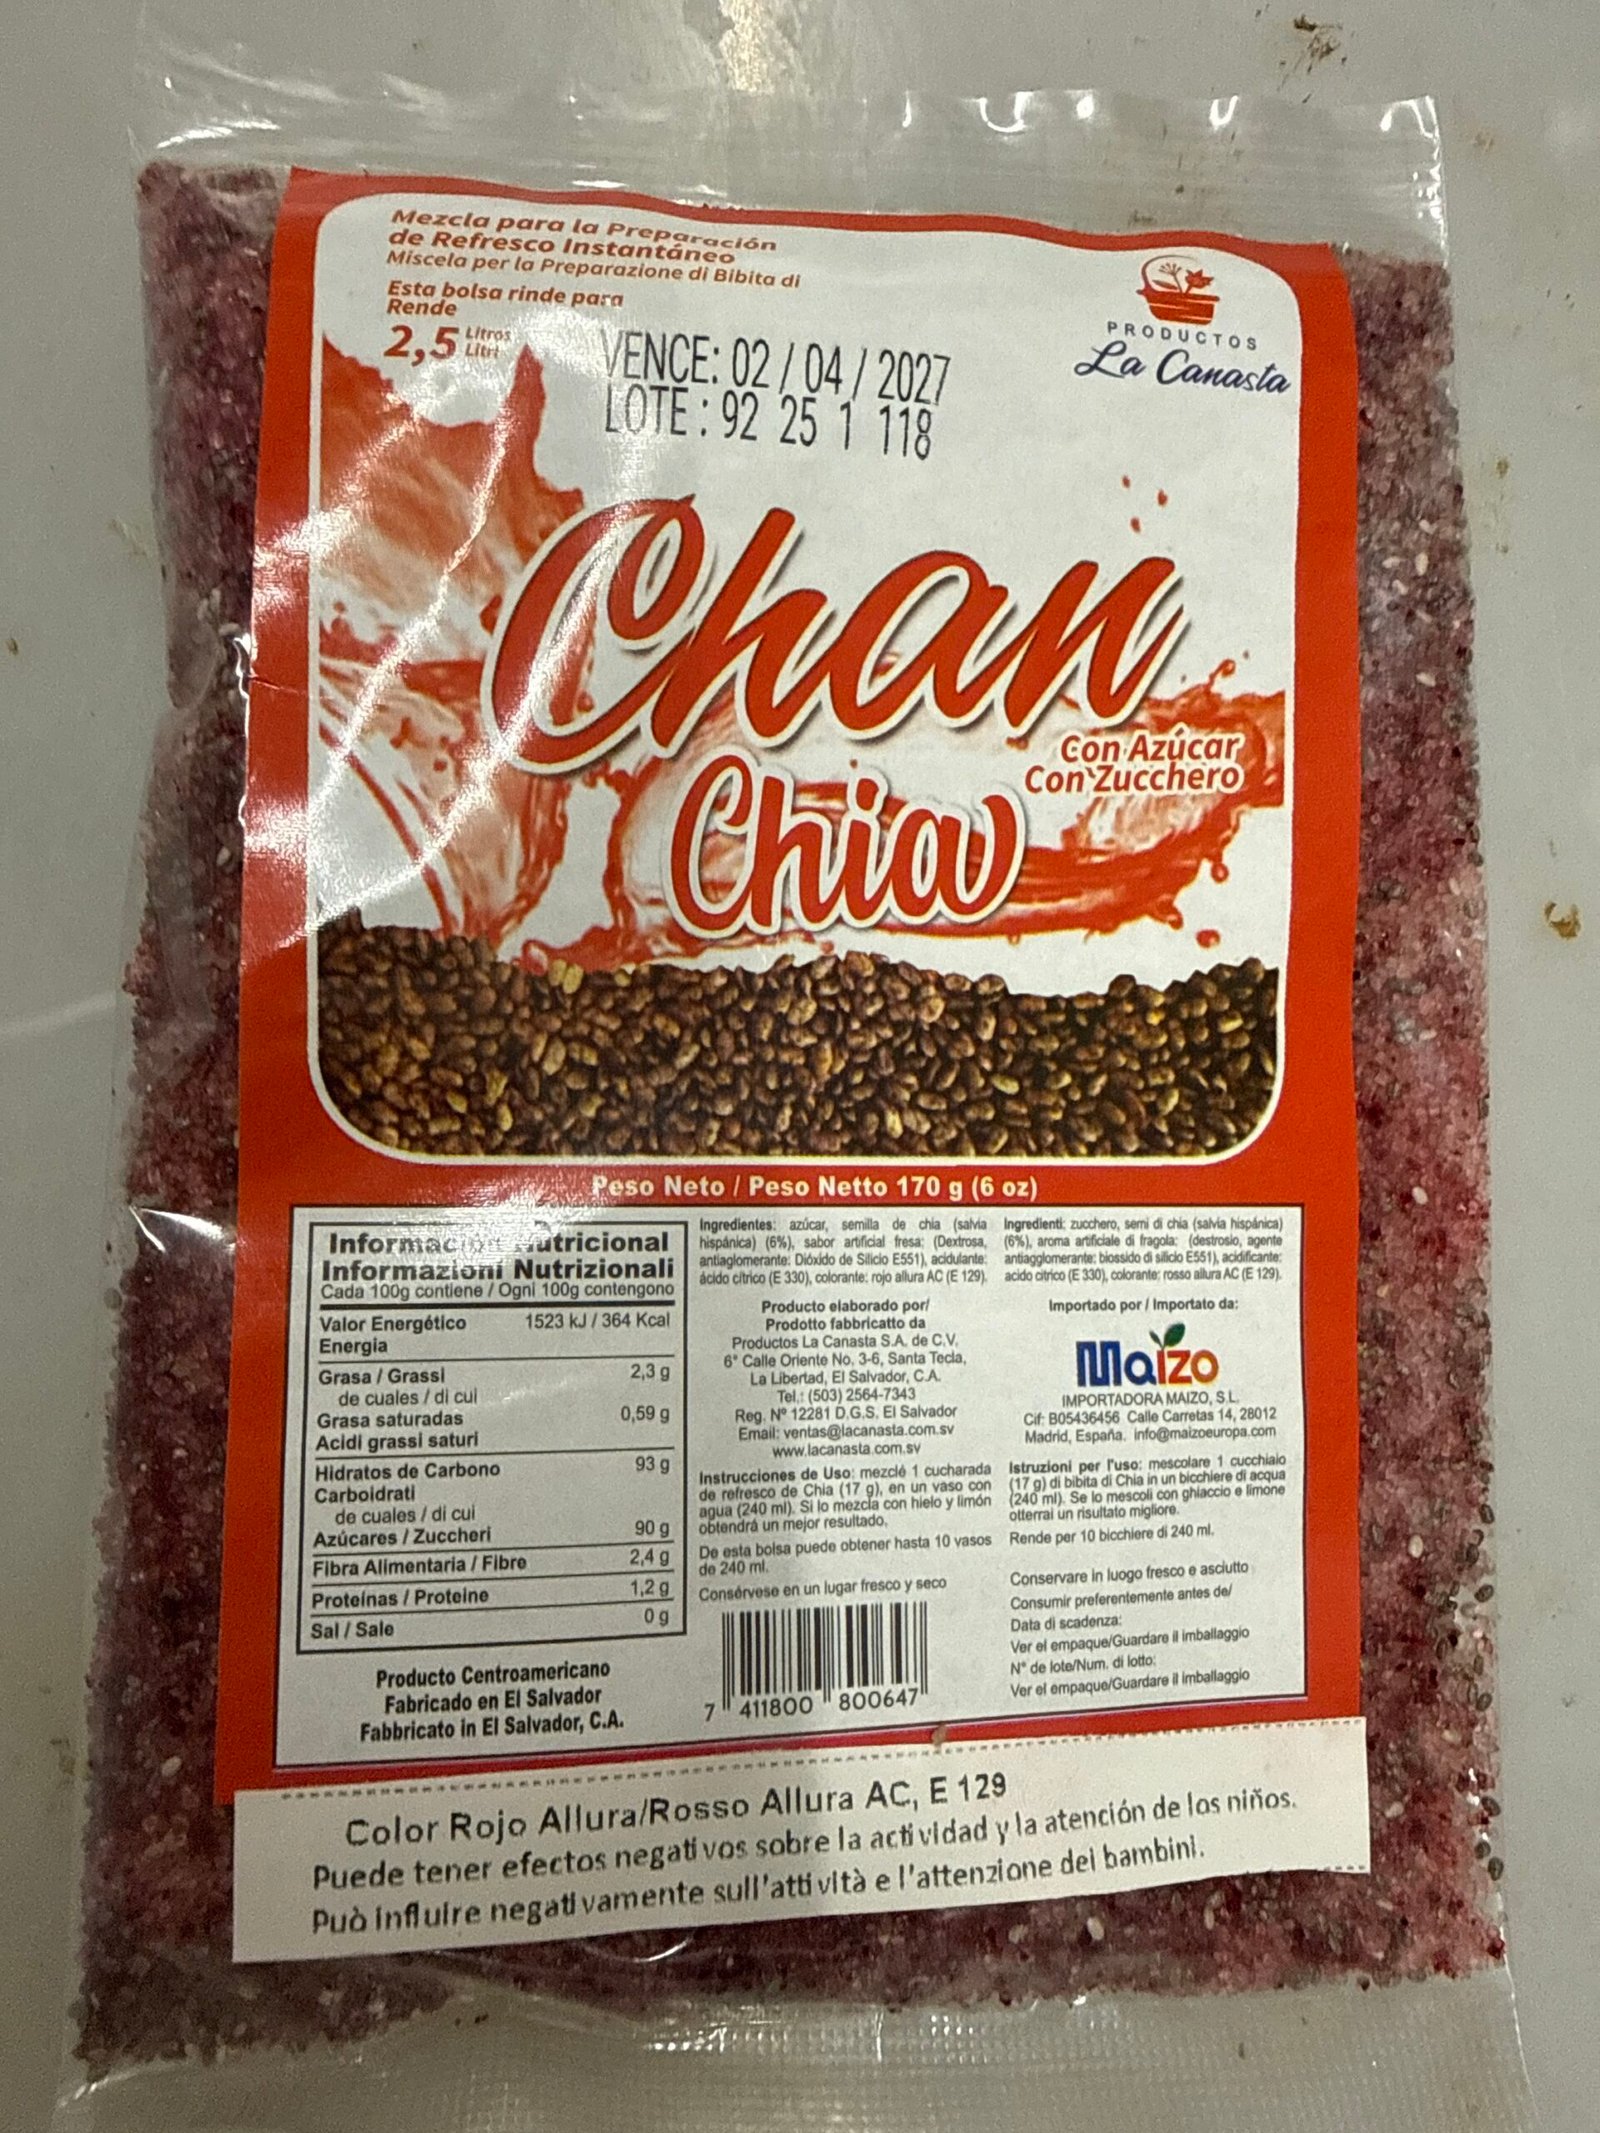 Mezcla para la Preparación
de Refresco Instantáneo
Miscela per la Preparazione di Bibita di
Esta bolsa rinde para
Rende
2,5 Litros
Litri
VENCE: 02 / 04 / 2027
LOTE : 92 25 1 118
PRODUCTOS
La Canasta
Chan
Con Azúcar
Con Zucchero
Chia
Peso Neto / Peso Netto 170 g (6 oz)
Información Nutricional
Informazioni Nutrizionali
Cada 100g contiene / Ogni 100g contengono
Valor Energético 1523 kJ / 364 Kcal
Energia
Grasa / Grassi 2,3 g
de cuales / di cui
Grasa saturadas 0,59 g
Acidi grassi saturi
Hidratos de Carbono 93 g
Carboidrati
de cuales / di cui
Azúcares / Zuccheri 90 g
Fibra Alimentaria / Fibre 2,4 g
Proteínas / Proteine 1,2 g
Sal / Sale 0 g
Producto Centroamericano
Fabricado en El Salvador
Fabbricato in El Salvador, C.A.
Ingredientes: azúcar, semilla de chia (salvia
hispánica) (6%), sabor artificial fresa: (Dextrosa,
antiaglomerante: Dióxido de Silicio E551), acidulante:
ácido cítrico (E 330), colorante: rojo allura AC (E 129).
Producto elaborado por/
Prodotto fabbricatto da
Productos La Canasta S.A. de C.V.
6° Calle Oriente No. 3-6, Santa Tecla,
La Libertad, El Salvador, C.A.
Tel.: (503) 2564-7343
Reg. N° 12281 D.G.S. El Salvador
Email: ventas@lacanasta.com.sv
www.lacanasta.com.sv
Instrucciones de Uso: mezclé 1 cucharada
de refresco de Chia (17 g), en un vaso con
agua (240 ml). Si lo mezcla con hielo y limón
obtendrá un mejor resultado.
De esta bolsa puede obtener hasta 10 vasos
de 240 ml.
Consérvese en un lugar fresco y seco
7 411800 800647
Ingredienti: zucchero, semi di chia (salvia hispánica)
(6%), aroma artificiale di fragola: (destrosio, agente
antiagglomerante: biossido di silicio E551), acidificante:
acido citrico (E 330), colorante: rosso allura AC (E 129).
Importado por / Importato da:
Maizo
IMPORTADORA MAIZO, S.L.
Cif: B05436456 Calle Carretas 14, 28012
Madrid, España. info@maizoeuropa.com
Istruzioni per l'uso: mescolare 1 cucchiaio
(17 g) di bibita di Chia in un bicchiere di acqua
(240 ml). Se lo mescoli con ghiaccio e limone
otterrai un risultato migliore.
Rende per 10 bicchiere di 240 ml.
Conservare in luogo fresco e asciutto
Consumir preferentemente antes de/
Data di scadenza:
Ver el empaque/Guardare il imballaggio
N° de lote/Num. di lotto:
Ver el empaque/Guardare il imballaggio
Color Rojo Allura/Rosso Allura AC, E 129
Puede tener efectos negativos sobre la actividad y la atención de los niños.
Può influire negativamente sull'attività e l'attenzione dei bambini.